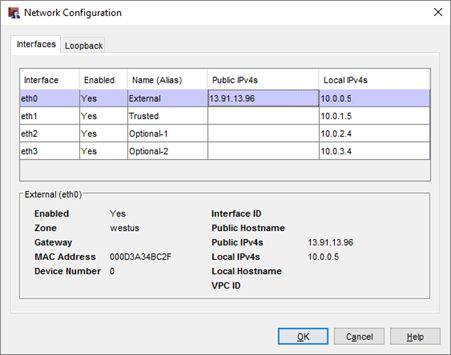 Network Configuration
Interfaces Loopback
Interface Enabled Name (Alias) Public IPv4s Local IPv4s
eth0 Yes External 13.91.13.96 10.0.0.5
eth1 Yes Trusted 10.0.1.5
eth2 Yes Optional-1 10.0.2.4
eth3 Yes Optional-2 10.0.3.4
External (eth0)
Enabled Yes Interface ID
Zone westus Public Hostname
Gateway Public IPv4s 13.91.13.96
MAC Address 000D3A34BC2F Local IPv4s 10.0.0.5
Device Number 0 Local Hostname
VPC ID
OK Cancel Help